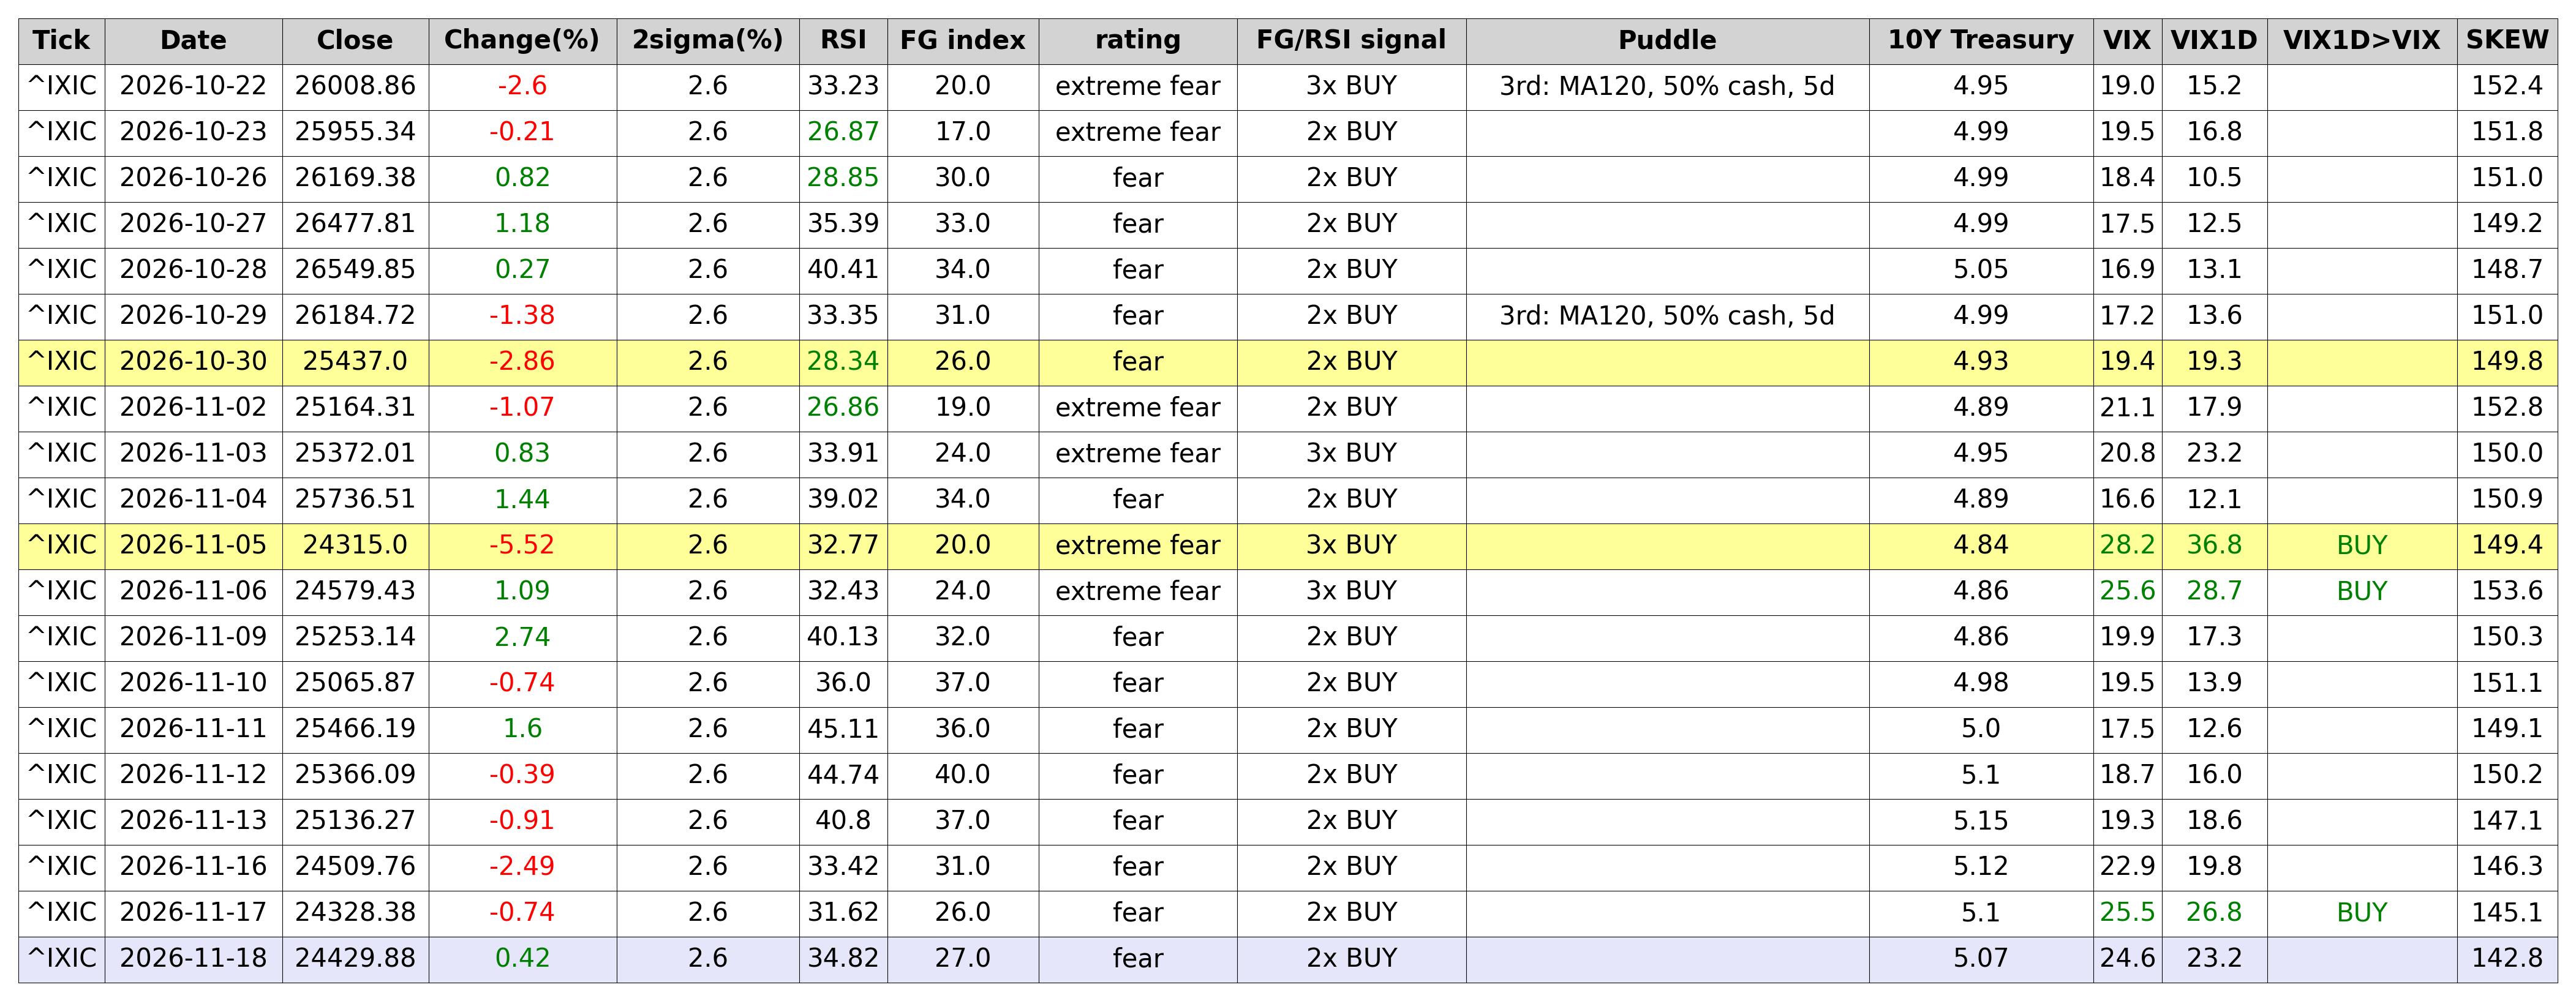 Tick Date Close Change(%) 2sigma(%) RSI FG index rating FG/RSI signal Puddle 10Y Treasury VIX VIX1D VIX1D>VIX SKEW
^IXIC 2026-10-22 26008.86 -2.6 2.6 33.23 20.0 extreme fear 3x BUY 3rd: MA120, 50% cash, 5d 4.95 19.0 15.2 152.4
^IXIC 2026-10-23 25955.34 -0.21 2.6 26.87 17.0 extreme fear 2x BUY 4.99 19.5 16.8 151.8
^IXIC 2026-10-26 26169.38 0.82 2.6 28.85 30.0 fear 2x BUY 4.99 18.4 10.5 151.0
^IXIC 2026-10-27 26477.81 1.18 2.6 35.39 33.0 fear 2x BUY 4.99 17.5 12.5 149.2
^IXIC 2026-10-28 26549.85 0.27 2.6 40.41 34.0 fear 2x BUY 5.05 16.9 13.1 148.7
^IXIC 2026-10-29 26184.72 -1.38 2.6 33.35 31.0 fear 2x BUY 3rd: MA120, 50% cash, 5d 4.99 17.2 13.6 151.0
^IXIC 2026-10-30 25437.0 -2.86 2.6 28.34 26.0 fear 2x BUY 4.93 19.4 19.3 149.8
^IXIC 2026-11-02 25164.31 -1.07 2.6 26.86 19.0 extreme fear 2x BUY 4.89 21.1 17.9 152.8
^IXIC 2026-11-03 25372.01 0.83 2.6 33.91 24.0 extreme fear 3x BUY 4.95 20.8 23.2 150.0
^IXIC 2026-11-04 25736.51 1.44 2.6 39.02 34.0 fear 2x BUY 4.89 16.6 12.1 150.9
^IXIC 2026-11-05 24315.0 -5.52 2.6 32.77 20.0 extreme fear 3x BUY 4.84 28.2 36.8 BUY 149.4
^IXIC 2026-11-06 24579.43 1.09 2.6 32.43 24.0 extreme fear 3x BUY 4.86 25.6 28.7 BUY 153.6
^IXIC 2026-11-09 25253.14 2.74 2.6 40.13 32.0 fear 2x BUY 4.86 19.9 17.3 150.3
^IXIC 2026-11-10 25065.87 -0.74 2.6 36.0 37.0 fear 2x BUY 4.98 19.5 13.9 151.1
^IXIC 2026-11-11 25466.19 1.6 2.6 45.11 36.0 fear 2x BUY 5.0 17.5 12.6 149.1
^IXIC 2026-11-12 25366.09 -0.39 2.6 44.74 40.0 fear 2x BUY 5.1 18.7 16.0 150.2
^IXIC 2026-11-13 25136.27 -0.91 2.6 40.8 37.0 fear 2x BUY 5.15 19.3 18.6 147.1
^IXIC 2026-11-16 24509.76 -2.49 2.6 33.42 31.0 fear 2x BUY 5.12 22.9 19.8 146.3
^IXIC 2026-11-17 24328.38 -0.74 2.6 31.62 26.0 fear 2x BUY 5.1 25.5 26.8 BUY 145.1
^IXIC 2026-11-18 24429.88 0.42 2.6 34.82 27.0 fear 2x BUY 5.07 24.6 23.2 142.8